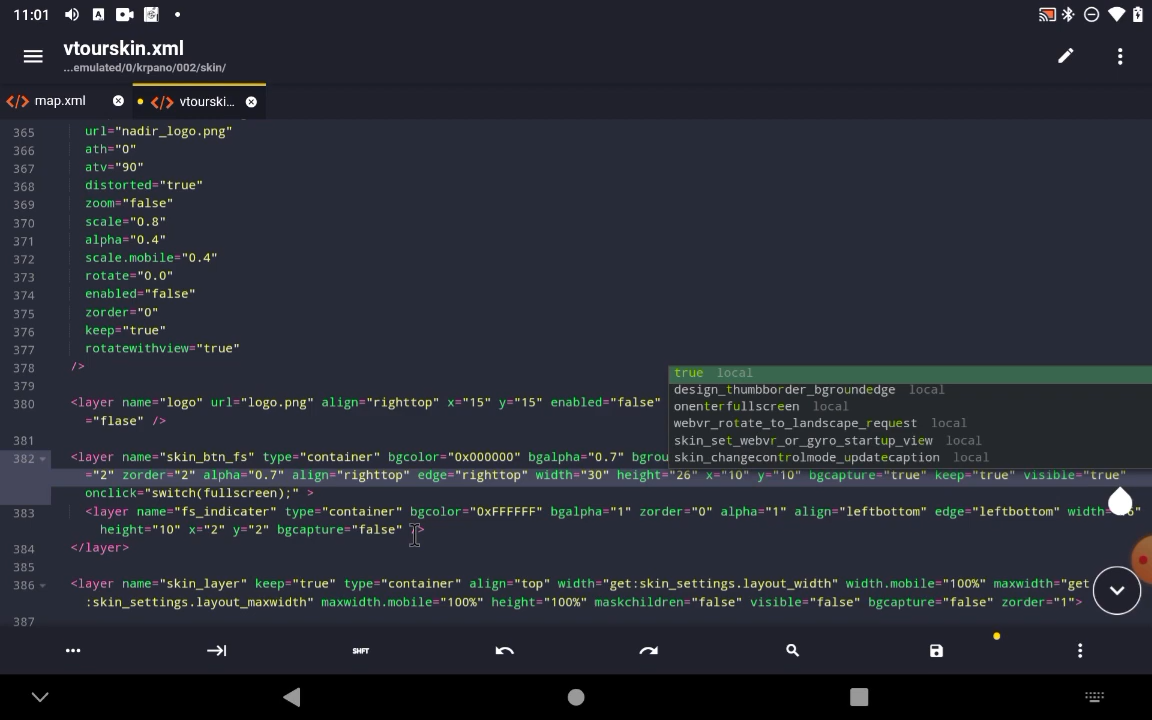 11:01
vtourskin.xml
...emulated/0/krpano/002/skin/
map.xml
vtourski...
365 url="nadir_logo.png"
366 ath="0"
367 atv="90"
368 distorted="true"
369 zoom="false"
370 scale="0.8"
371 alpha="0.4"
372 scale.mobile="0.4"
373 rotate="0.0"
374 enabled="false"
375 zorder="0"
376 keep="true"
377 rotatewithview="true"
378 />
379
380 <layer name="logo" url="logo.png" align="righttop" x="15" y="15" enabled="false"
="flase" />
381
382 <layer name="skin_btn_fs" type="container" bgcolor="0x000000" bgalpha="0.7" bgrou
="2" zorder="2" alpha="0.7" align="righttop" edge="righttop" width="30" height="26" x="10" y="10" bgcapture="true" keep="true" visible="true"
onclick="switch(fullscreen);" >
383 <layer name="fs_indicater" type="container" bgcolor="0xFFFFFF" bgalpha="1" zorder="0" alpha="1" align="leftbottom" edge="leftbottom" width=
height="10" x="2" y="2" bgcapture="false" />
384 </layer>
385
386 <layer name="skin_layer" keep="true" type="container" align="top" width="get:skin_settings.layout_width" width.mobile="100%" maxwidth="get
:skin_settings.layout_maxwidth" maxwidth.mobile="100%" height="100%" maskchildren="false" visible="false" bgcapture="false" zorder="1">
387
true local
design_thumbborder_bgroundedge local
onenterfullscreen local
webvr_rotate_to_landscape_request local
skin_set_webvr_or_gyro_startup_view local
skin_changecontrolmode_updatecaption local
SHFT